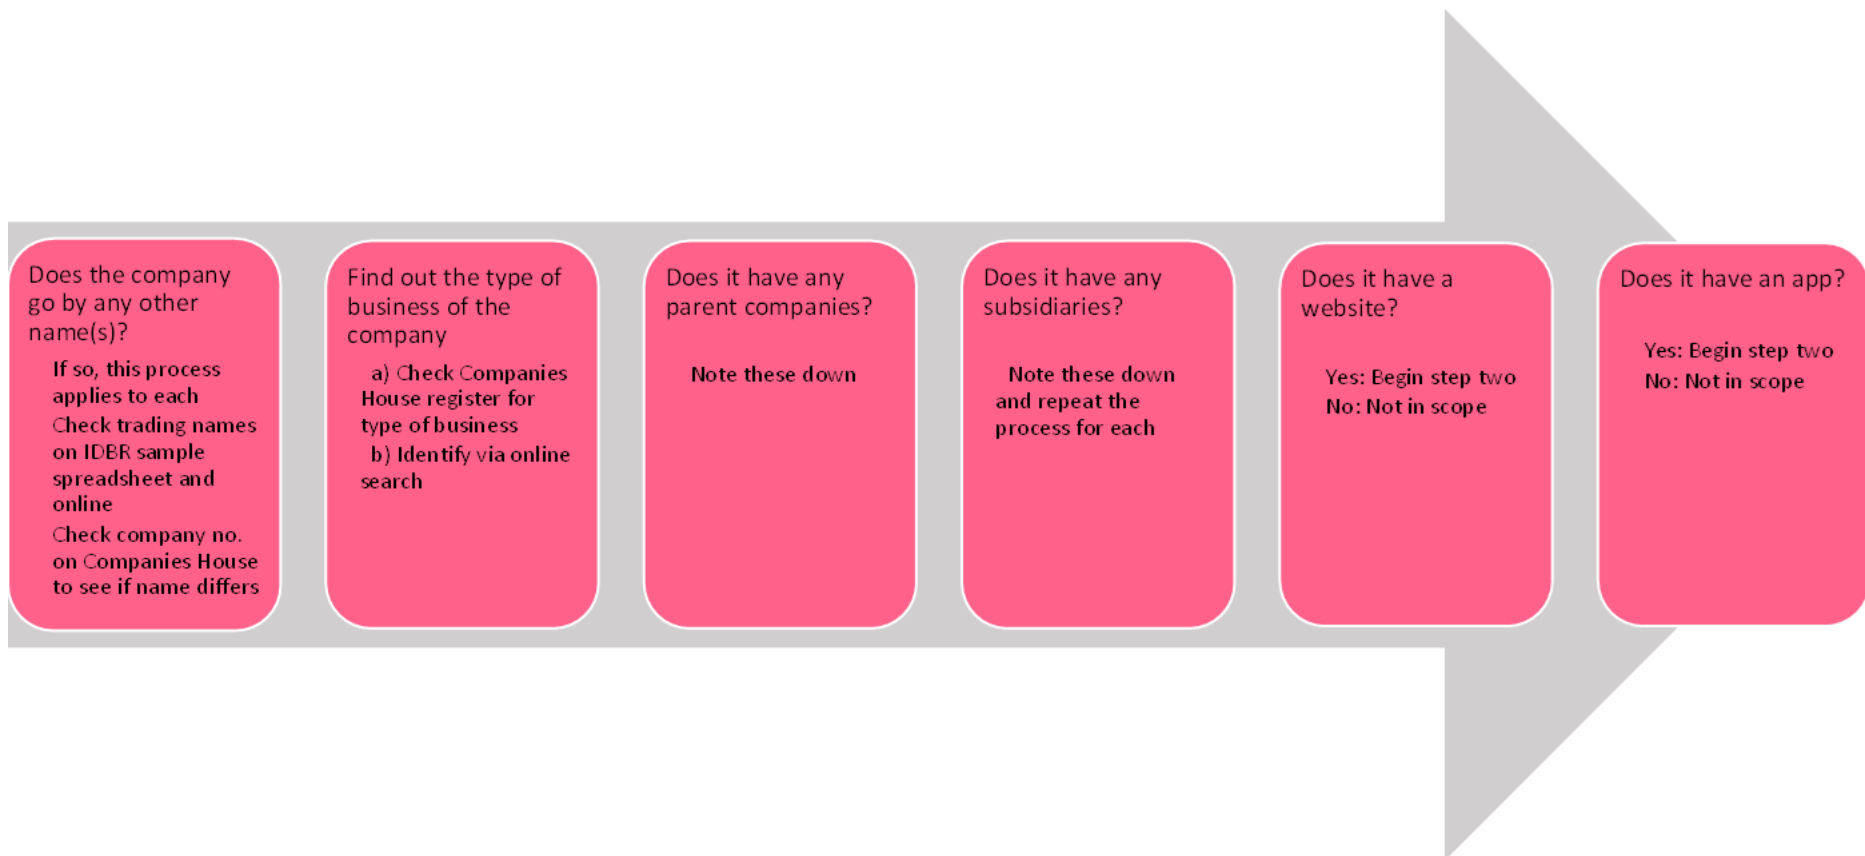 Does the company
go by any other
name(s)?
If so, this process
applies to each
Check trading names
on IDBR sample
spreadsheet and
online
Check company no.
on Companies House
to see if name differs
Find out the type of
business of the
company
a) Check Companies
House register for
type of business
b) Identify via online
search
Does it have any
parent companies?
Note these down
Does it have any
subsidiaries?
Note these down
and repeat the
process for each
Does it have a
website?
Yes: Begin step two
No: Not in scope
Does it have an app?
Yes: Begin step two
No: Not in scope